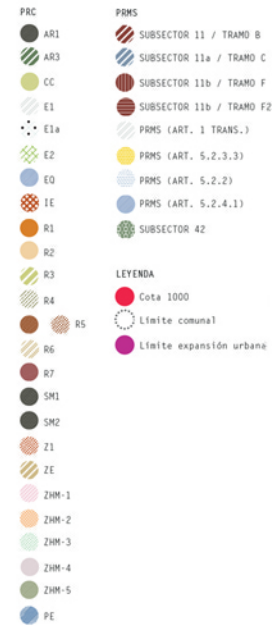 PRC
AR1
AR3
CC
E1
E1a
E2
EQ
IE
R1
R2
R3
R4
R5
R6
R7
SM1
SM2
Z1
ZE
ZHM-1
ZHM-2
ZHM-3
ZHM-4
ZHM-5
PE
PRMS
SUBSECTOR 11 / TRAMO B
SUBSECTOR 11a / TRAMO C
SUBSECTOR 11b / TRAMO F
SUBSECTOR 11b / TRAMO F2
PRMS (ART. 1 TRANS.)
PRMS (ART. 5.2.3.3)
PRMS (ART. 5.2.2)
PRMS (ART. 5.2.4.1)
SUBSECTOR 42
LEYENDA
Cota 1000
Límite comunal
Límite expansión urbana